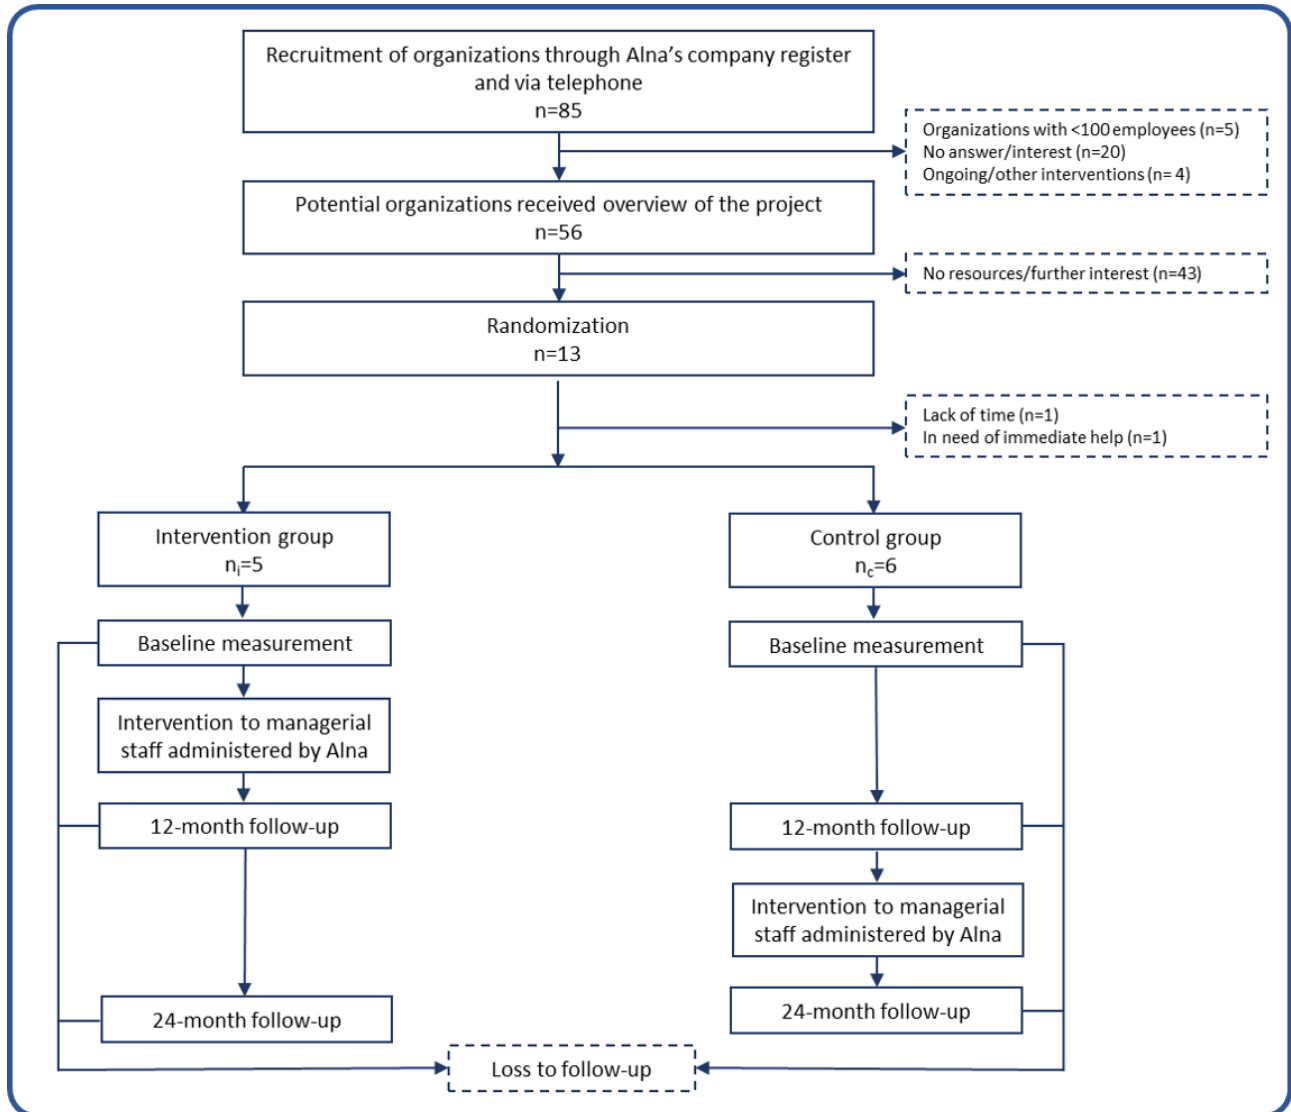 Recruitment of organizations through Alna's company register
and via telephone
n=85
Organizations with <100 employees (n=5)
No answer/interest (n=20)
Ongoing/other interventions (n= 4)
Potential organizations received overview of the project
n=56
No resources/further interest (n=43)
Randomization
n=13
Lack of time (n=1)
In need of immediate help (n=1)
Intervention group
nᵢ=5
Control group
n꜀=6
Baseline measurement
Baseline measurement
Intervention to managerial
staff administered by Alna
12-month follow-up
12-month follow-up
Intervention to managerial
staff administered by Alna
24-month follow-up
24-month follow-up
Loss to follow-up